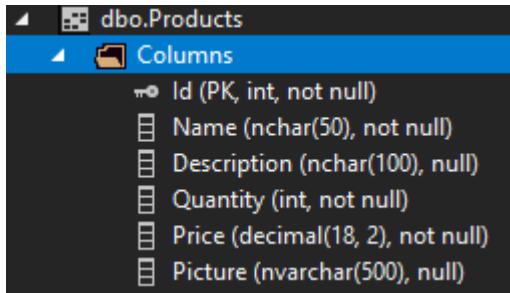 dbo.Products
Columns
Id (PK, int, not null)
Name (nchar(50), not null)
Description (nchar(100), null)
Quantity (int, not null)
Price (decimal(18, 2), not null)
Picture (nvarchar(500), null)